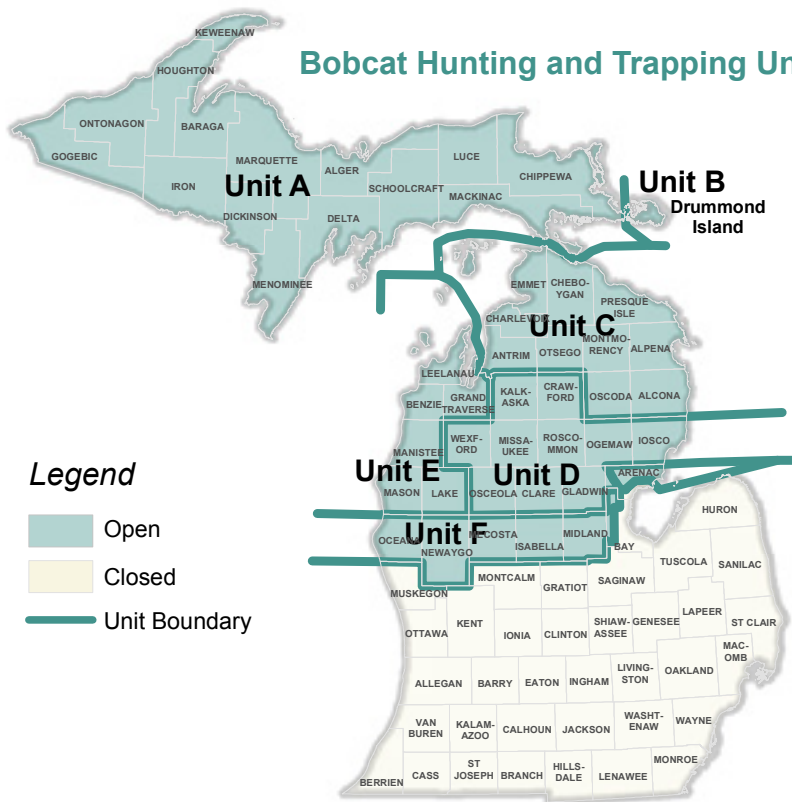 KEWEENAW
Bobcat Hunting and Trapping Un
HOUGHTON
ONTONAGON
BARAGA
GOGEBIC
MARQUETTE
ALGER
LUCE
CHIPPEWA
IRON
Unit A
SCHOOLCRAFT
MACKINAC
Unit B
Drummond
Island
DICKINSON
DELTA
MENOMINEE
EMMET
CHEBO-
YGAN
PRESQUE
ISLE
CHARLEVOIX
Unit C
ANTRIM
OTSEGO
MONTMO-
RENCY
ALPENA
LEELANAU
BENZIE
GRAND
TRAVERSE
KALK-
ASKA
CRAW-
FORD
OSCODA
ALCONA
MANISTEE
WEXF-
ORD
MISSA-
UKEE
ROSCO-
MMON
OGEMAW
IOSCO
Unit E
Unit D
ARENAC
MASON
LAKE
OSCEOLA
CLARE
GLADWIN
Unit F
OCEANA
NEWAYGO
MECOSTA
ISABELLA
MIDLAND
BAY
HURON
Legend
Open
Closed
Unit Boundary
MUSKEGON
MONTCALM
GRATIOT
SAGINAW
TUSCOLA
SANILAC
OTTAWA
KENT
IONIA
CLINTON
SHIAW-
ASSEE
GENESEE
LAPEER
ST CLAIR
ALLEGAN
BARRY
EATON
INGHAM
LIVING-
STON
OAKLAND
MAC-
OMB
VAN
BUREN
KALAM-
AZOO
CALHOUN
JACKSON
WASHT-
ENAW
WAYNE
BERRIEN
CASS
ST
JOSEPH
BRANCH
HILLS-
DALE
LENAWEE
MONROE